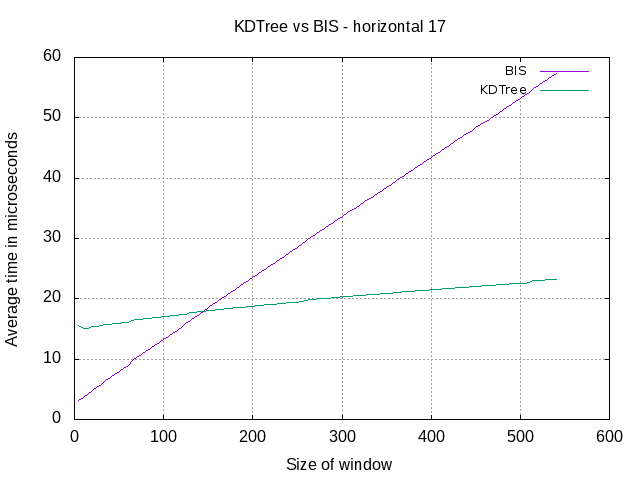 KDTree vs BIS - horizontal 17
BIS
KDTree
Average time in microseconds
60
50
40
30
20
10
0
0 100 200 300 400 500 600
Size of window